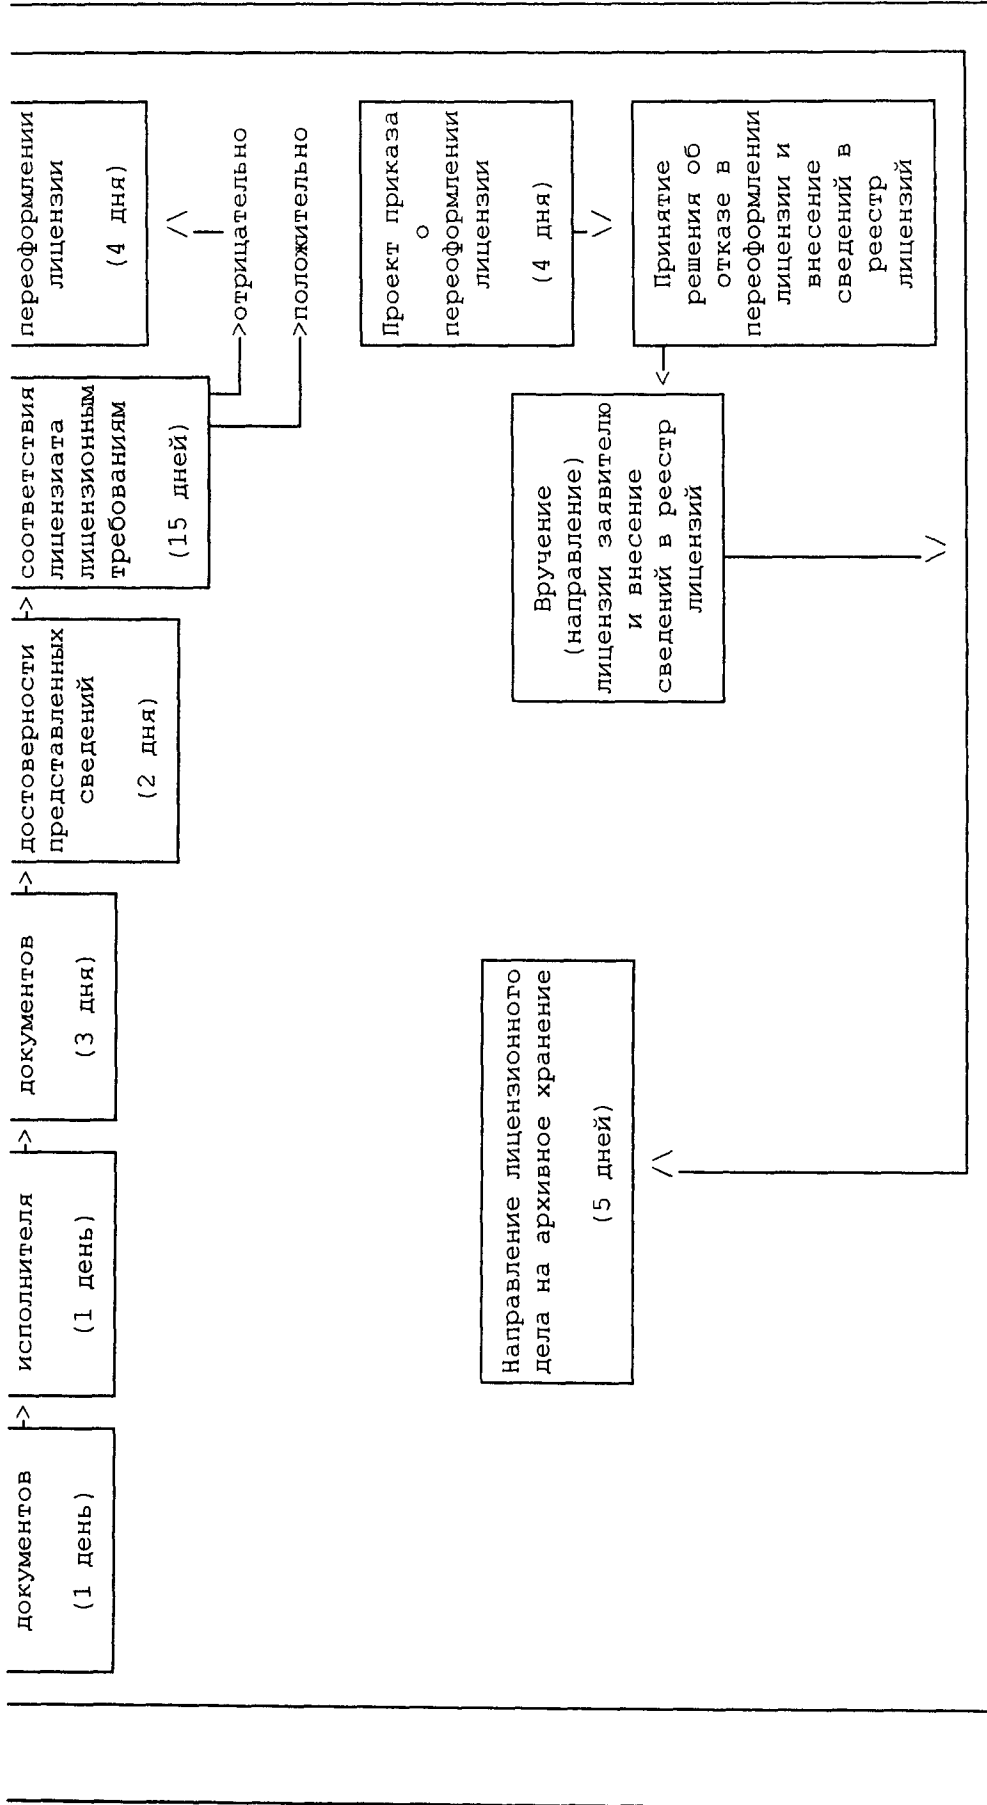 документов
(1 день)
исполнителя
(1 день)
документов
(3 дня)
достоверности
представленных
сведений
(2 дня)
соответствия
лицензиата
лицензионным
требованиям
(15 дней)
переоформлении
лицензии
(4 дня)
>отрицательно
>положительно
Проект приказа
о
переоформлении
лицензии
(4 дня)
Принятие
решения об
отказе в
переоформлении
лицензии и
внесение
сведений в
реестр
лицензий
Вручение
(направление)
лицензии заявителю
и внесение
сведений в реестр
лицензий
Направление лицензионного
дела на архивное хранение
(5 дней)